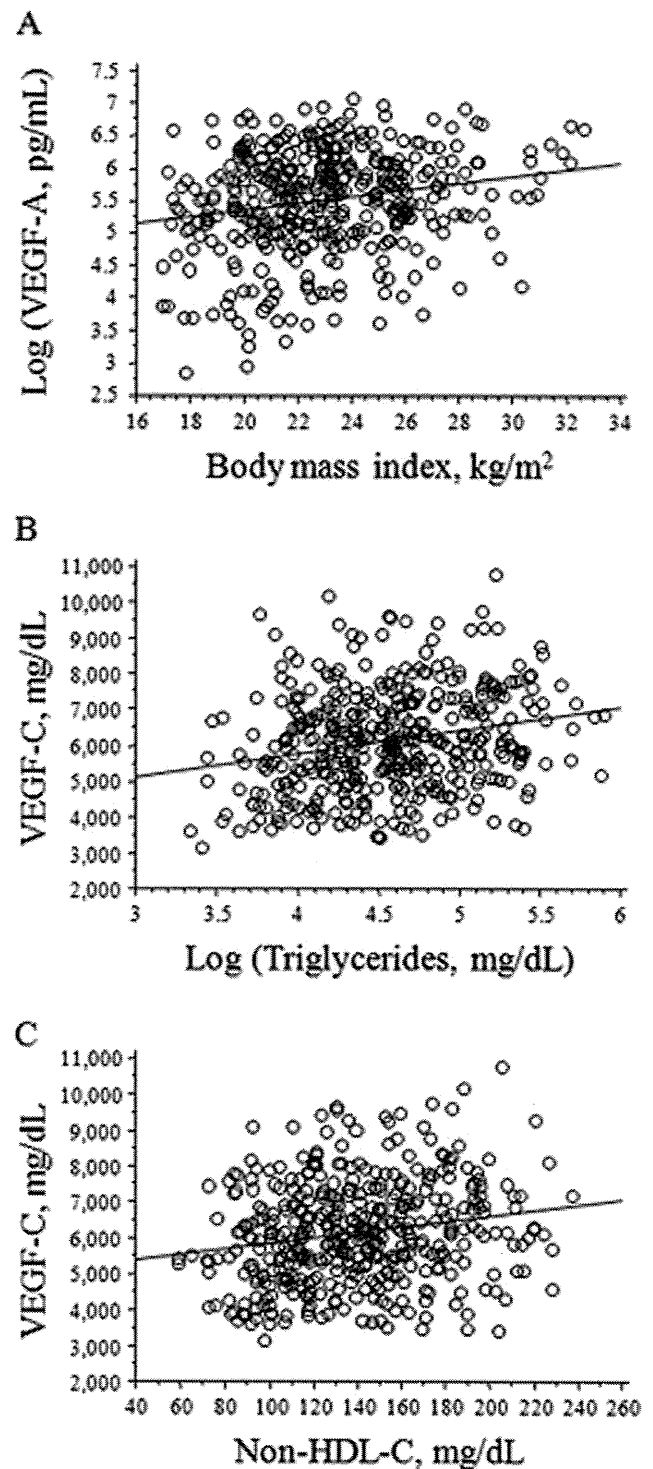 A
Log (VEGF-A, pg/mL)
7.5
7
6.5
6
5.5
5
4.5
4
3.5
3
2.5
16 18 20 22 24 26 28 30 32 34
Body mass index, kg/m²
B
VEGF-C, mg/dL
11,000
10,000
9,000
8,000
7,000
6,000
5,000
4,000
3,000
2,000
3 3.5 4 4.5 5 5.5 6
Log (Triglycerides, mg/dL)
C
VEGF-C, mg/dL
11,000
10,000
9,000
8,000
7,000
6,000
5,000
4,000
3,000
2,000
40 60 80 100 120 140 160 180 200 220 240 260
Non-HDL-C, mg/dL